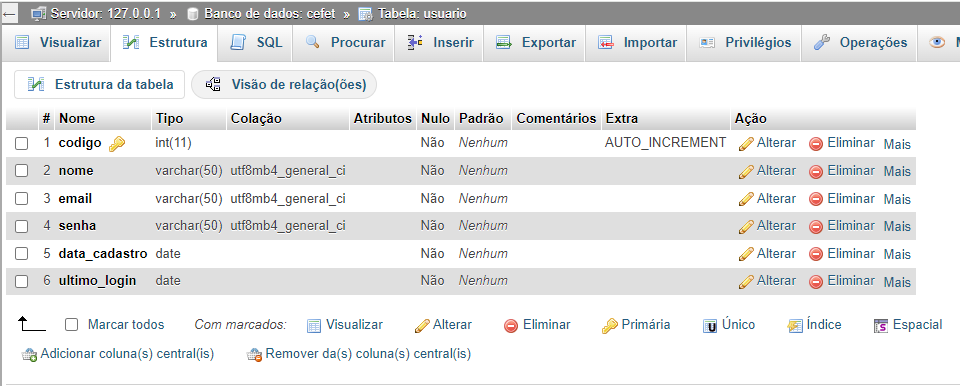 ← Servidor: 127.0.0.1 » Banco de dados: cefet » Tabela: usuario
Visualizar Estrutura SQL Procurar Inserir Exportar Importar Privilégios Operações
Estrutura da tabela Visão de relação(ões)
# Nome Tipo Colação Atributos Nulo Padrão Comentários Extra Ação
1 codigo int(11) Não Nenhum AUTO_INCREMENT Alterar Eliminar Mais
2 nome varchar(50) utf8mb4_general_ci Não Nenhum Alterar Eliminar Mais
3 email varchar(50) utf8mb4_general_ci Não Nenhum Alterar Eliminar Mais
4 senha varchar(50) utf8mb4_general_ci Não Nenhum Alterar Eliminar Mais
5 data_cadastro date Não Nenhum Alterar Eliminar Mais
6 ultimo_login date Não Nenhum Alterar Eliminar Mais
Marcar todos Com marcados: Visualizar Alterar Eliminar Primária Único Índice Espacial
Adicionar coluna(s) central(is) Remover da(s) coluna(s) central(is)